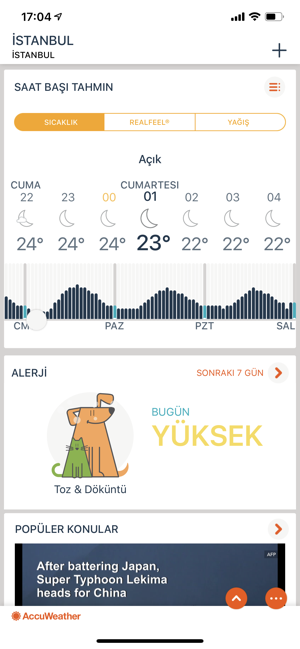 17:04
İSTANBUL
İSTANBUL
SAAT BAŞI TAHMIN
SICAKLIK REALFEEL® YAĞIŞ
Açık
CUMA CUMARTESI
22 23 00 01 02 03 04
24° 24° 24° 23° 22° 22° 22°
PAZ PZT SAL
ALERJİ
SONRAKI 7 GÜN
BUGÜN
YÜKSEK
Toz & Döküntü
POPÜLER KONULAR
AFP
After battering Japan,
Super Typhoon Lekima
heads for China
AccuWeather